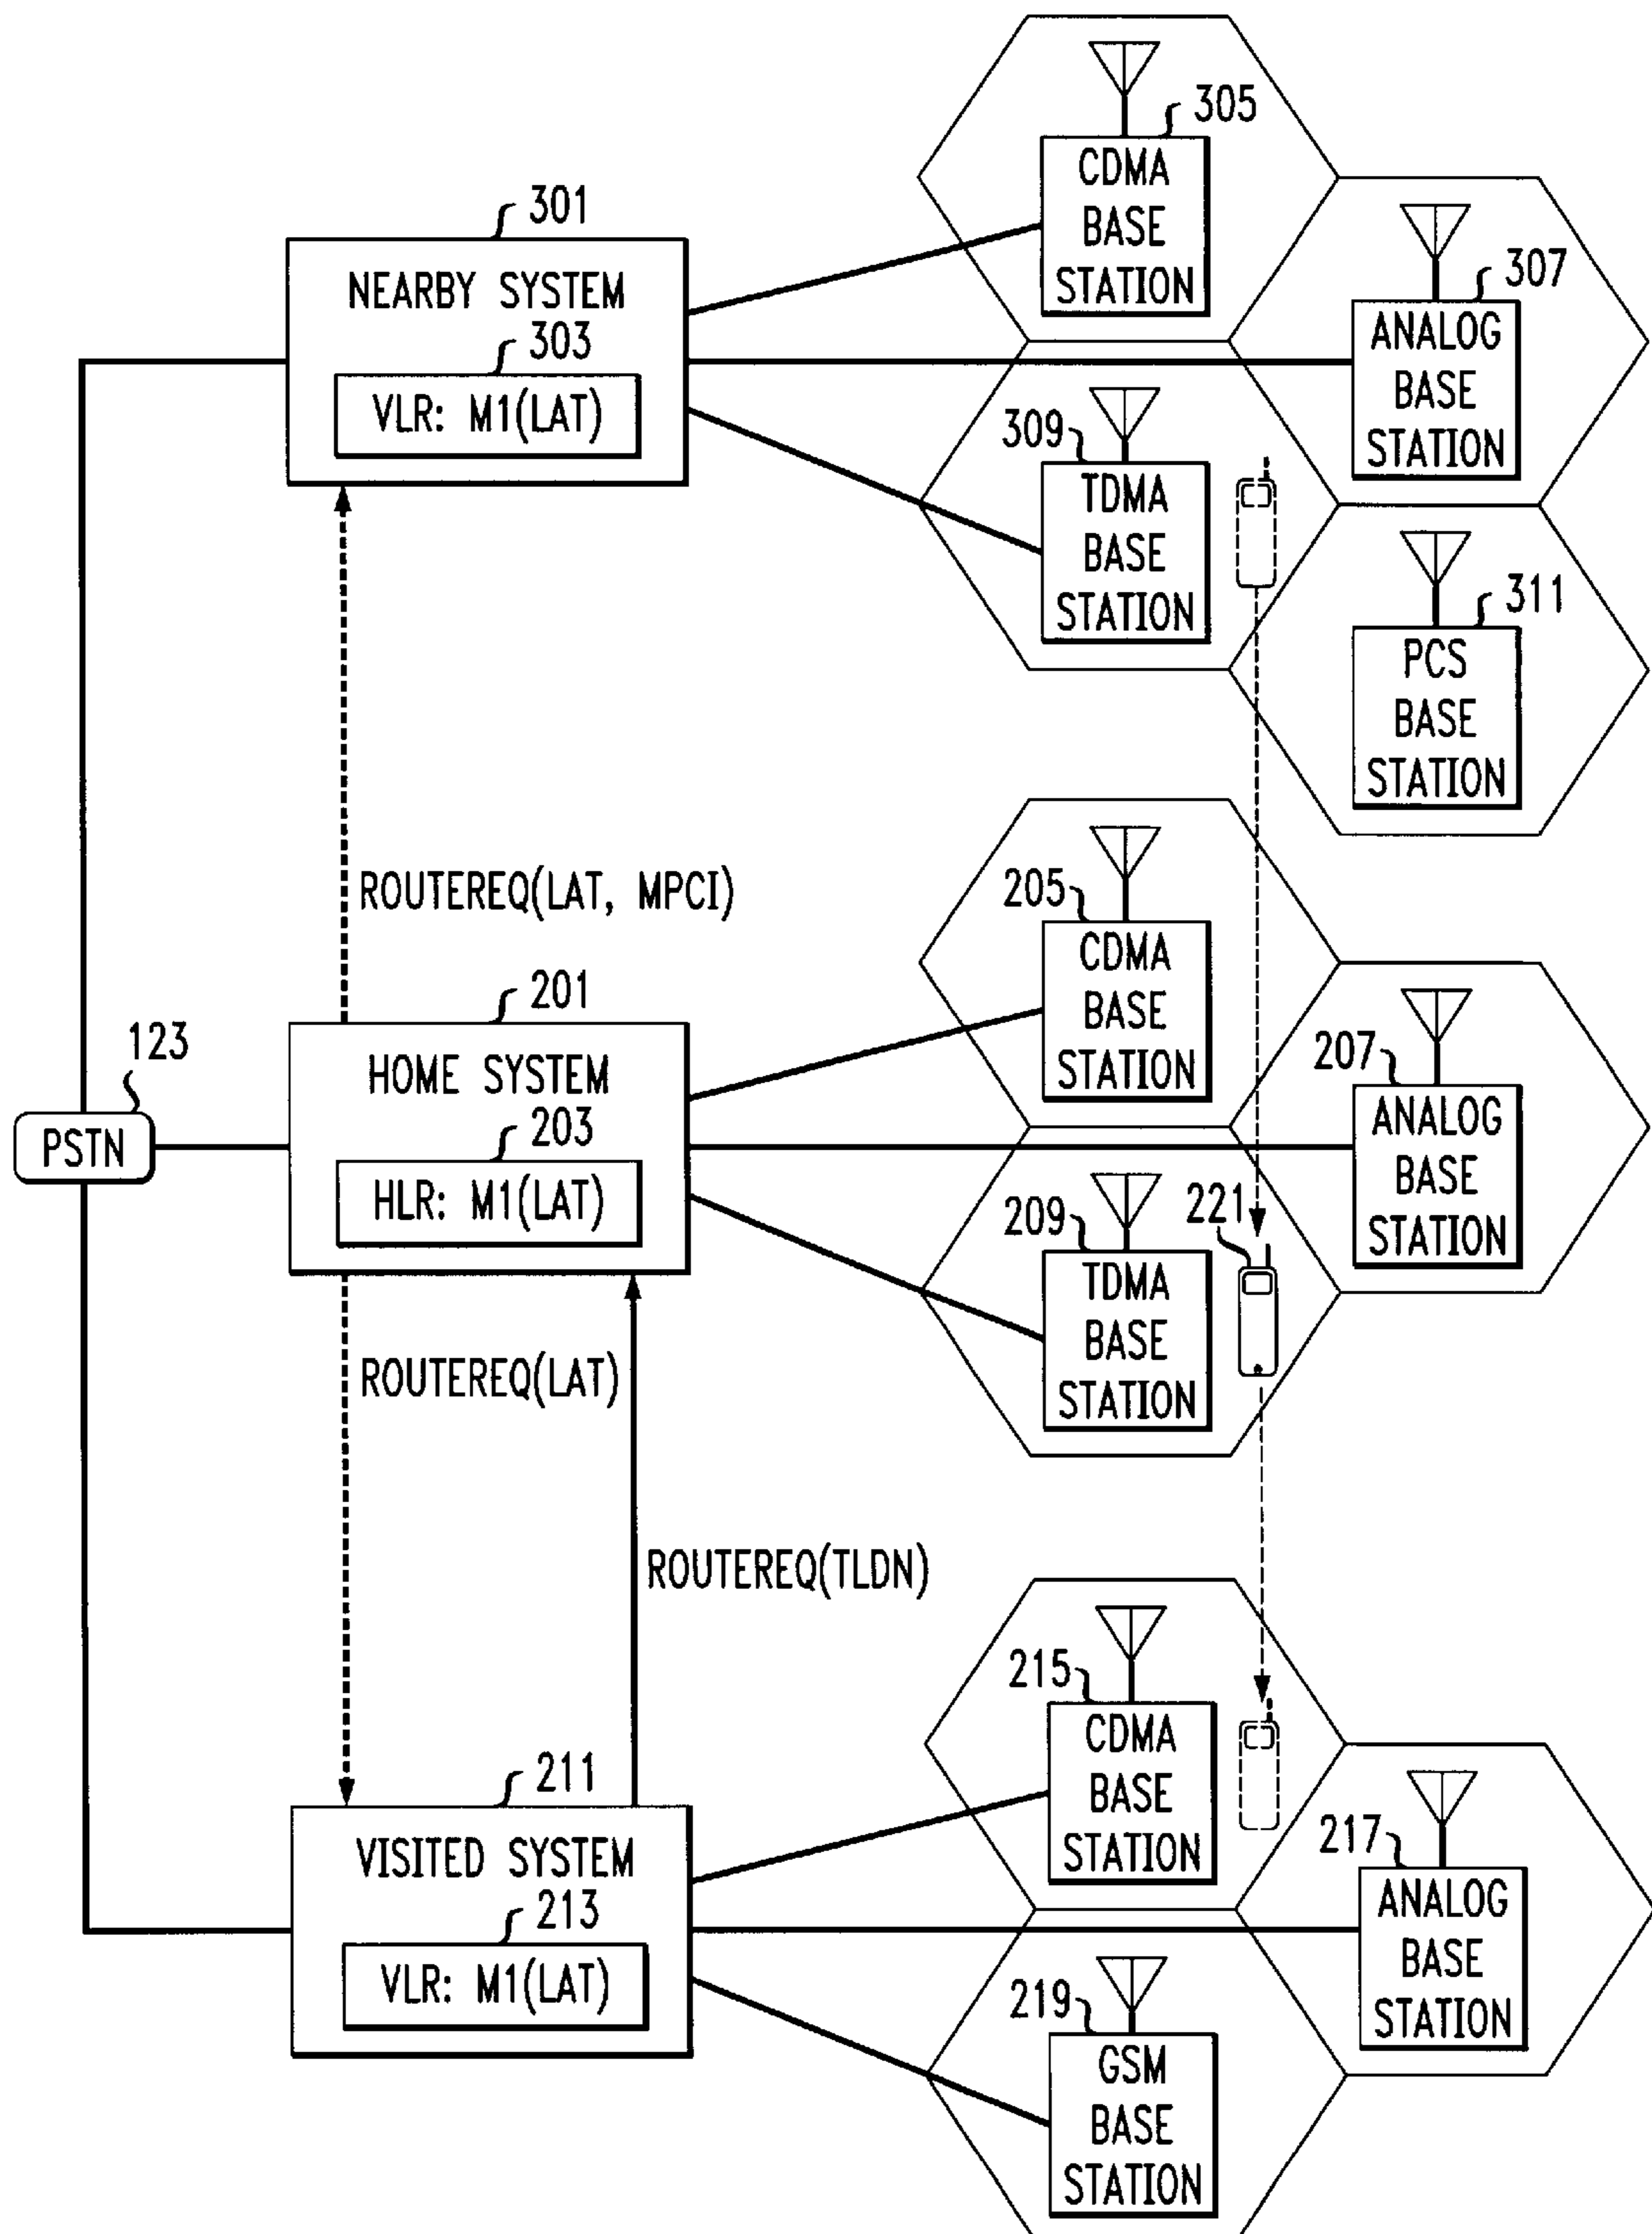 305
CDMA
BASE
STATION
301
NEARBY SYSTEM
303
VLR: M1(LAT)
307
ANALOG
BASE
STATION
309
TDMA
BASE
STATION
311
PCS
BASE
STATION
ROUTEREQ(LAT, MPCI)
205
CDMA
BASE
STATION
201
HOME SYSTEM
203
HLR: M1(LAT)
123
PSTN
207
ANALOG
BASE
STATION
209
TDMA
BASE
STATION
221
ROUTEREQ(LAT)
ROUTEREQ(TLDN)
215
CDMA
BASE
STATION
211
VISITED SYSTEM
213
VLR: M1(LAT)
217
ANALOG
BASE
STATION
219
GSM
BASE
STATION